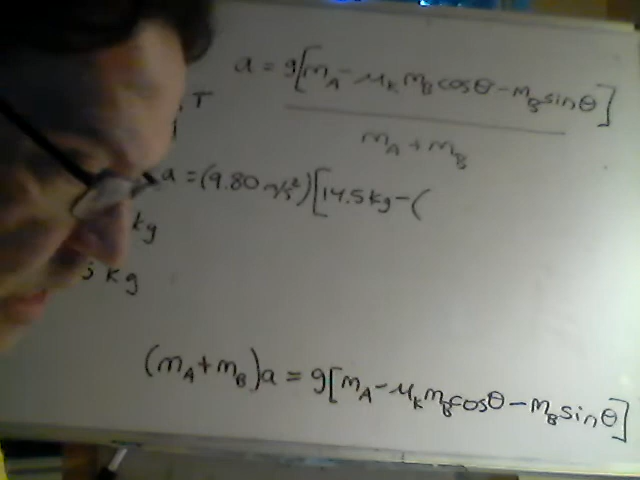 a = g[m_A - μ_K m_B cosθ - m_B sinθ]
m_A + m_B
T
a = (9.80 m/s²)[14.5 kg - (
kg
kg
(m_A + m_B)a = g[m_A - μ_K m_B cosθ - m_B sinθ]